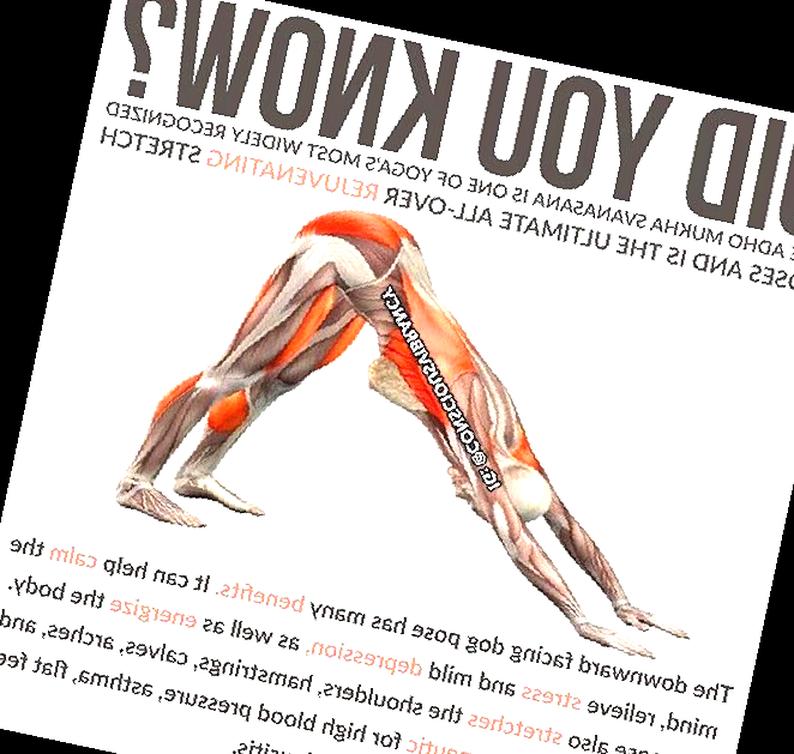 YOU KNOW?
ADHO MUKHA SVANASANA IS ONE OF YOGA'S MOST WIDELY RECOGNIZED
AND IS THE ULTIMATE ALL-OVER REJUVENATING STRETCH
IG:@CONSCIOUSVIBRANCY
The downward facing dog pose has many benefits. It can help calm the
mind, relieve stress and mild depression, as well as energize the body.
also stretches the shoulders, hamstrings, calves, arches, and
for high blood pressure, asthma, flat